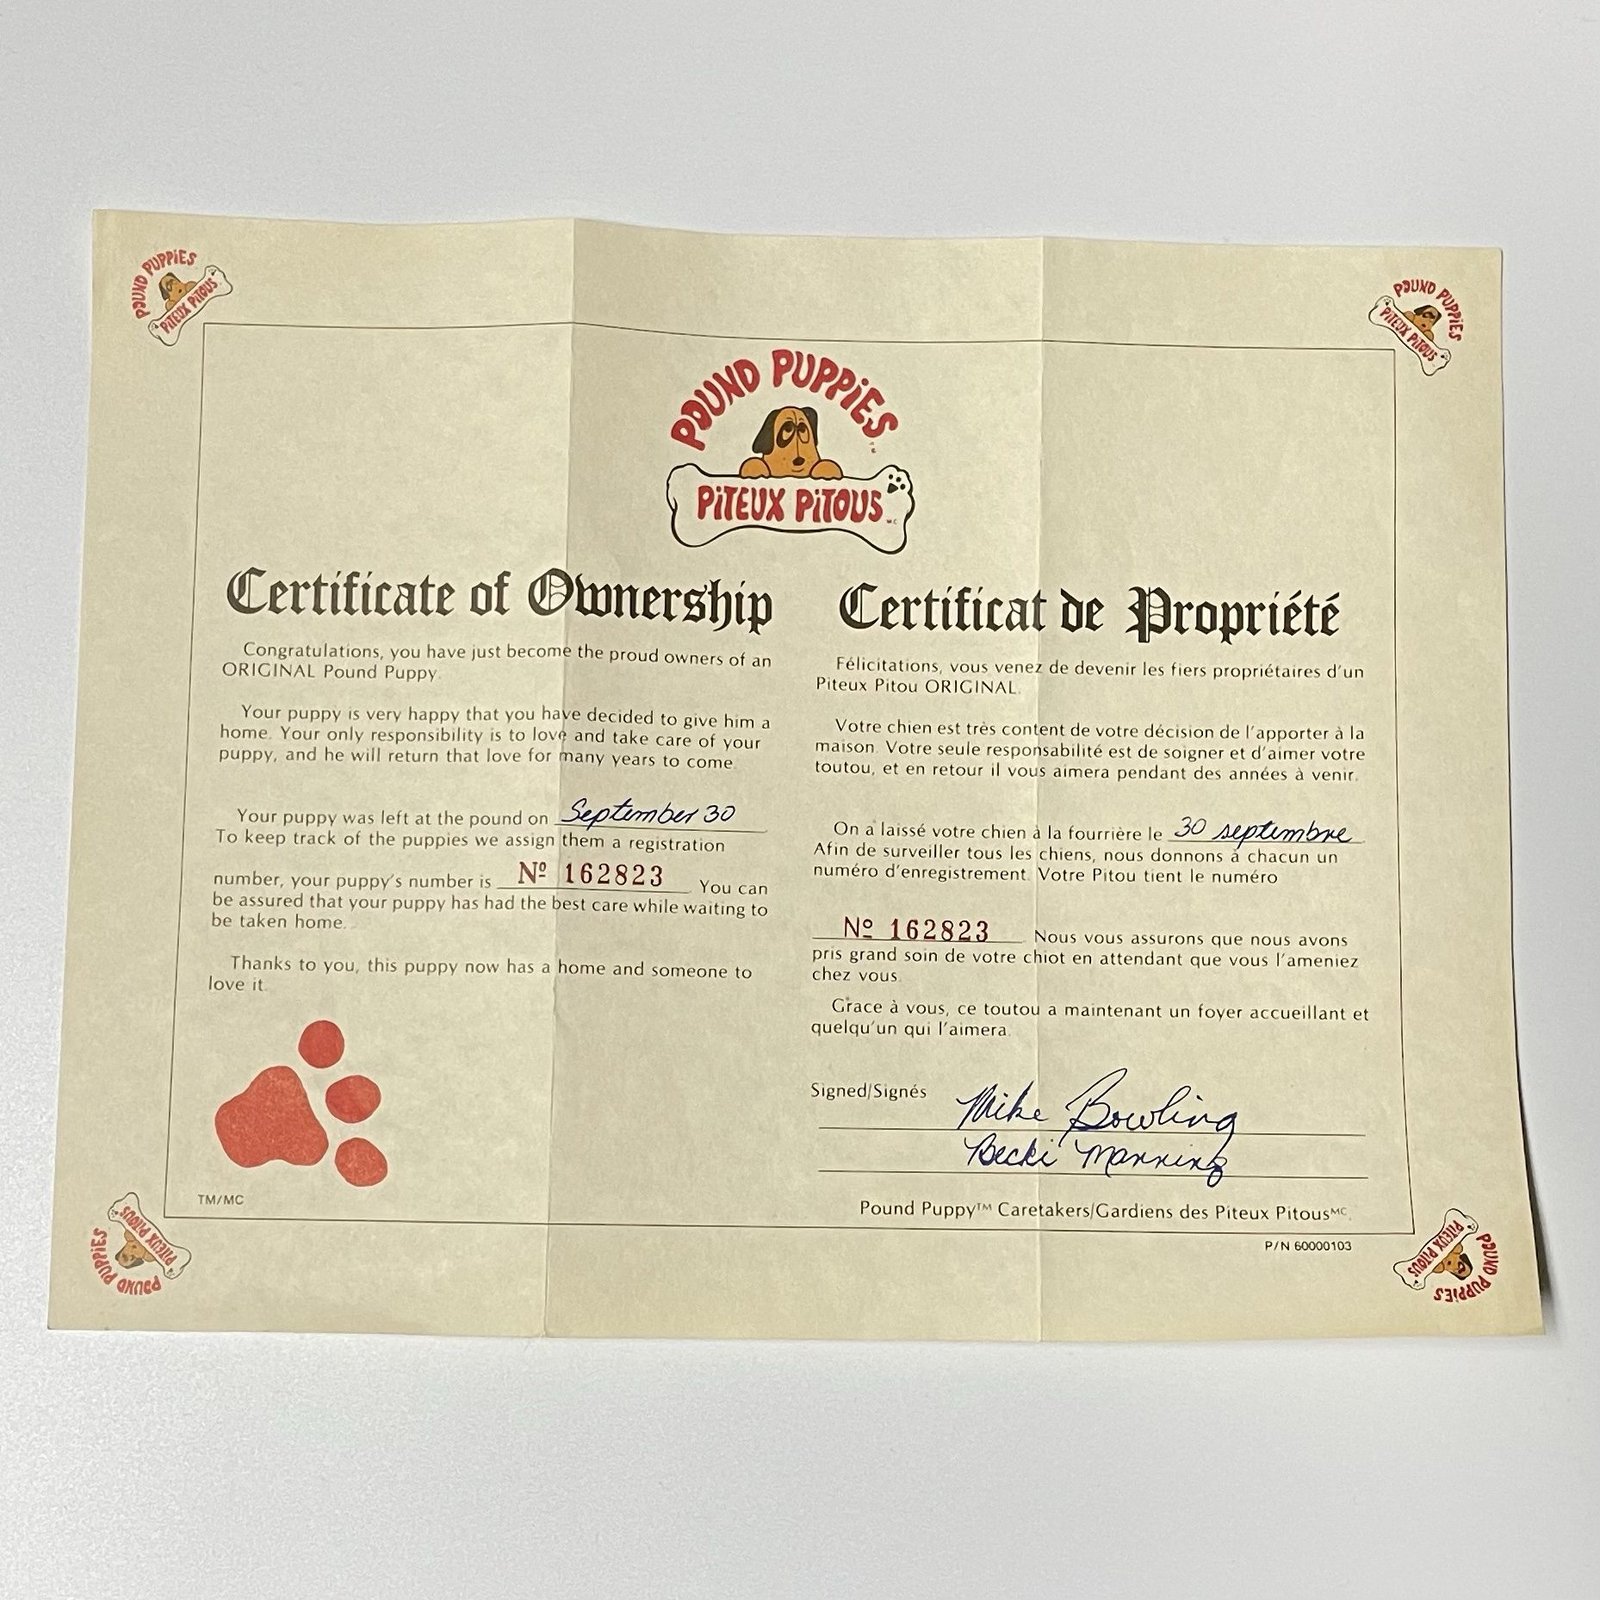 POUND PUPPIES
PiTEUX PiTOUS
POUND PUPPIES
PiTEUX PiTOUS
POUND PUPPiES TM
PiTEUX PiTOUS MC
Certificate of Ownership
Congratulations, you have just become the proud owners of an
ORIGINAL Pound Puppy.
Your puppy is very happy that you have decided to give him a
home. Your only responsibility is to love and take care of your
puppy, and he will return that love for many years to come.
Your puppy was left at the pound on September 30
To keep track of the puppies we assign them a registration
number, your puppy's number is Nº 162823 You can
be assured that your puppy has had the best care while waiting to
be taken home.
Thanks to you, this puppy now has a home and someone to
love it.
TM/MC
Certificat de Propriété
Félicitations, vous venez de devenir les fiers propriétaires d'un
Piteux Pitou ORIGINAL.
Votre chien est très content de votre décision de l'apporter à la
maison. Votre seule responsabilité est de soigner et d'aimer votre
toutou, et en retour il vous aimera pendant des années à venir.
On a laissé votre chien à la fourrière le 30 septembre
Afin de surveiller tous les chiens, nous donnons à chacun un
numéro d'enregistrement. Votre Pitou tient le numéro
Nº 162823 Nous vous assurons que nous avons
pris grand soin de votre chiot en attendant que vous l'ameniez
chez vous.
Grace à vous, ce toutou a maintenant un foyer accueillant et
quelqu'un qui l'aimera.
Signed/Signés Mike Bowling
Becki Manning
Pound Puppy™ Caretakers/Gardiens des Piteux Pitous MC.
P/N 60000103
POUND PUPPIES
PiTEUX PiTOUS
POUND PUPPIES
PiTEUX PiTOUS